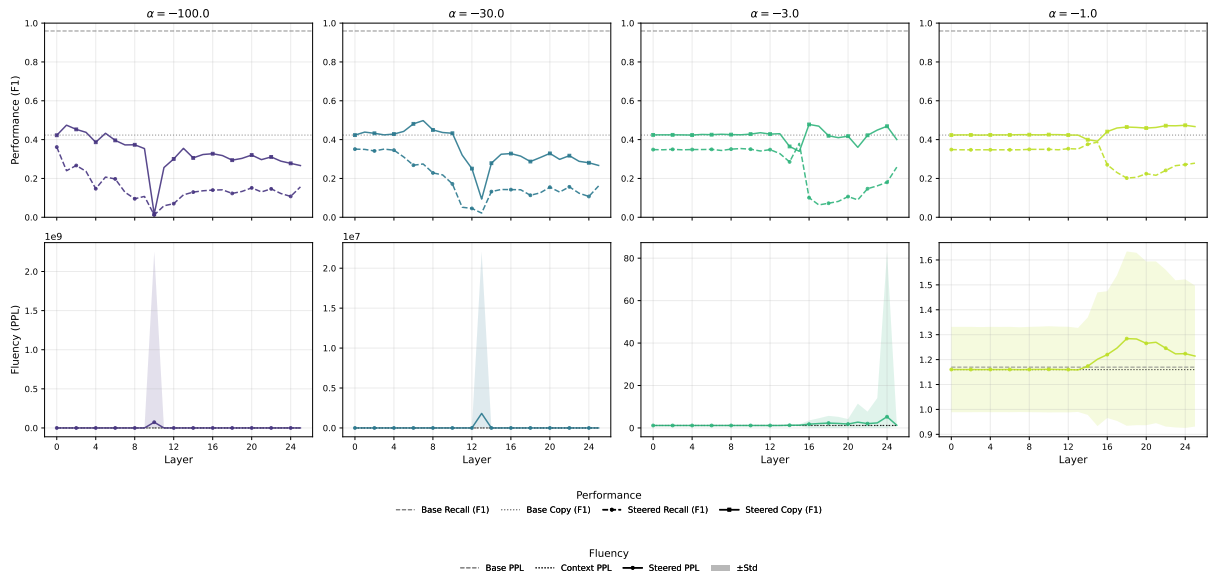 α = −100.0
α = −30.0
α = −3.0
α = −1.0
Performance (F1)
1.0
0.8
0.6
0.4
0.2
0.0
1.0
0.8
0.6
0.4
0.2
0.0
1.0
0.8
0.6
0.4
0.2
0.0
1.0
0.8
0.6
0.4
0.2
0.0
1e9
1e7
Fluency (PPL)
2.0
1.5
1.0
0.5
0.0
2.0
1.5
1.0
0.5
0.0
80
60
40
20
0
1.6
1.5
1.4
1.3
1.2
1.1
1.0
0.9
0 4 8 12 16 20 24
0 4 8 12 16 20 24
0 4 8 12 16 20 24
0 4 8 12 16 20 24
Layer
Layer
Layer
Layer
Performance
Base Recall (F1) Base Copy (F1) Steered Recall (F1) Steered Copy (F1)
Fluency
Base PPL Context PPL Steered PPL ±Std